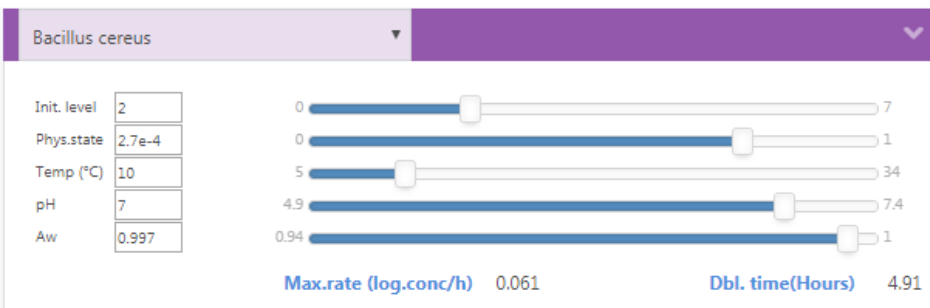 Bacillus cereus
Init. level 2 0 7
Phys.state 2.7e-4 0 1
Temp (°C) 10 5 34
pH 7 4.9 7.4
Aw 0.997 0.94 1
Max.rate (log.conc/h) 0.061 Dbl. time(Hours) 4.91